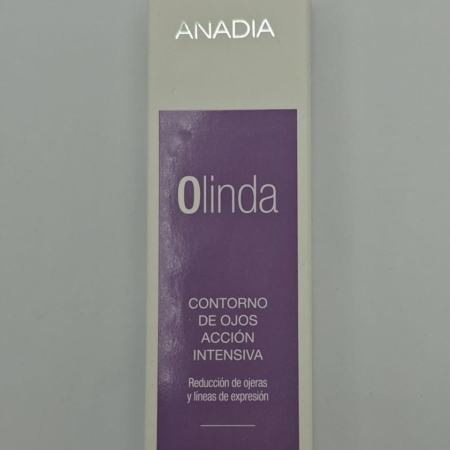 ANADIA
Olinda
CONTORNO
DE OJOS
ACCIÓN
INTENSIVA
Reducción de ojeras
y líneas de expresión